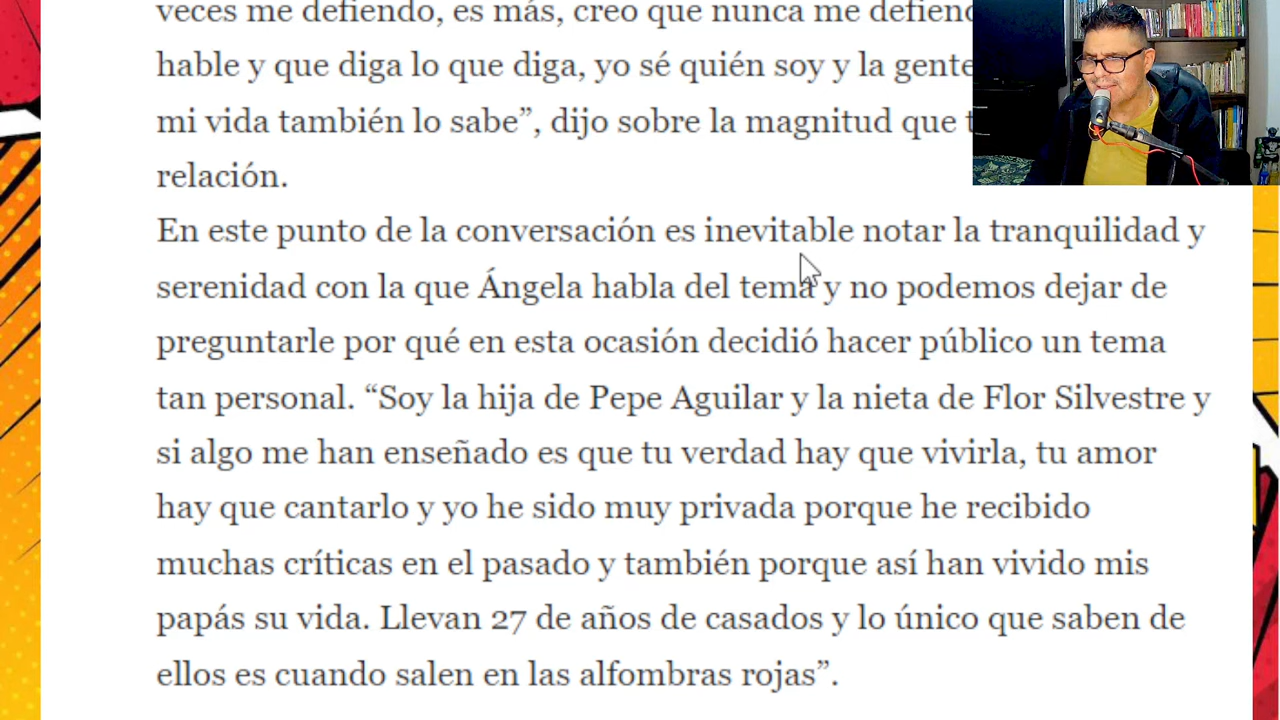 veces me defiendo, es más, creo que nunca me
hable y que diga lo que diga, yo sé quién soy y la gente
mi vida también lo sabe”, dijo sobre la magnitud que
relación.
En este punto de la conversación es inevitable notar la tranquilidad y
serenidad con la que Ángela habla del tema y no podemos dejar de
preguntarle por qué en esta ocasión decidió hacer público un tema
tan personal. “Soy la hija de Pepe Aguilar y la nieta de Flor Silvestre y
si algo me han enseñado es que tu verdad hay que vivirla, tu amor
hay que cantarlo y yo he sido muy privada porque he recibido
muchas críticas en el pasado y también porque así han vivido mis
papás su vida. Llevan 27 de años de casados y lo único que saben de
ellos es cuando salen en las alfombras rojas”.